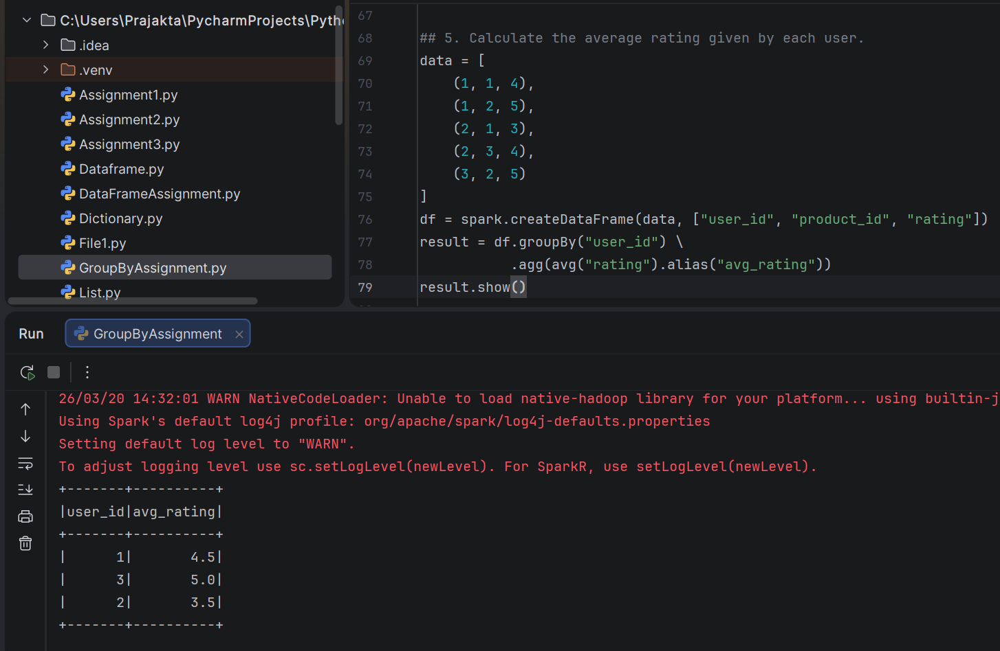 C:\Users\Prajakta\PycharmProjects\Pyth
.idea
.venv
Assignment1.py
Assignment2.py
Assignment3.py
Dataframe.py
DataFrameAssignment.py
Dictionary.py
File1.py
GroupByAssignment.py
List.py
67
68 ## 5. Calculate the average rating given by each user.
69 data = [
70 (1, 1, 4),
71 (1, 2, 5),
72 (2, 1, 3),
73 (2, 3, 4),
74 (3, 2, 5)
75 ]
76 df = spark.createDataFrame(data, ["user_id", "product_id", "rating"])
77 result = df.groupBy("user_id") \
78 .agg(avg("rating").alias("avg_rating"))
79 result.show()
Run GroupByAssignment
26/03/20 14:32:01 WARN NativeCodeLoader: Unable to load native-hadoop library for your platform... using builtin-j
Using Spark's default log4j profile: org/apache/spark/log4j-defaults.properties
Setting default log level to "WARN".
To adjust logging level use sc.setLogLevel(newLevel). For SparkR, use setLogLevel(newLevel).
+-------+----------+
|user_id|avg_rating|
+-------+----------+
|      1|       4.5|
|      3|       5.0|
|      2|       3.5|
+-------+----------+